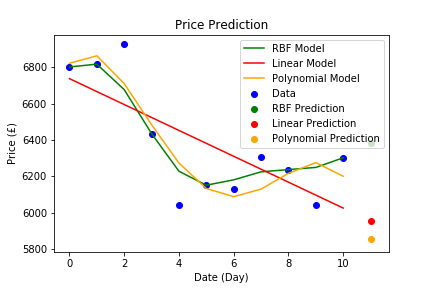 Price Prediction
RBF Model
Linear Model
Polynomial Model
Data
RBF Prediction
Linear Prediction
Polynomial Prediction
Price (£)
6800
6600
6400
6200
6000
5800
0 2 4 6 8 10
Date (Day)